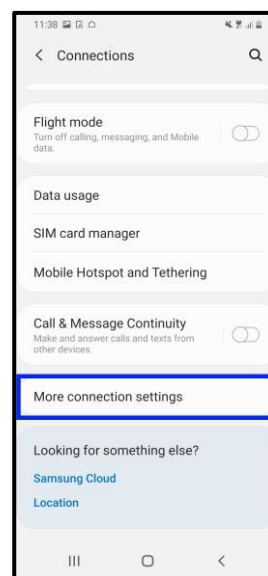 11:38
Connections
Flight mode
Turn off calling, messaging, and Mobile
data.
Data usage
SIM card manager
Mobile Hotspot and Tethering
Call & Message Continuity
Make and answer calls and texts from
other devices.
More connection settings
Looking for something else?
Samsung Cloud
Location